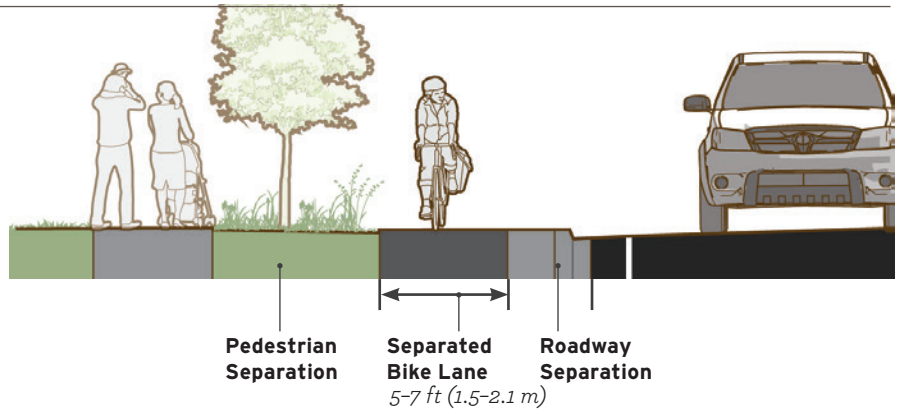 Pedestrian
Separation
Separated
Bike Lane
5–7 ft (1.5–2.1 m)
Roadway
Separation